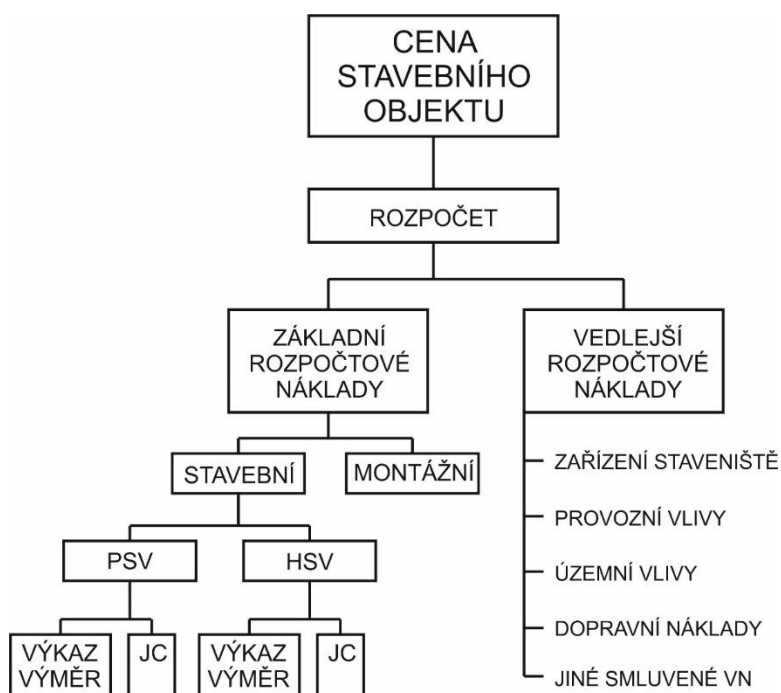 CENA
STAVEBNÍHO
OBJEKTU
ROZPOČET
ZÁKLADNÍ
ROZPOČTOVÉ
NÁKLADY
VEDLEJŠÍ
ROZPOČTOVÉ
NÁKLADY
STAVEBNÍ
MONTÁŽNÍ
PSV
HSV
VÝKAZ
VÝMĚR
JC
VÝKAZ
VÝMĚR
JC
ZAŘÍZENÍ STAVENIŠTĚ
PROVOZNÍ VLIVY
ÚZEMNÍ VLIVY
DOPRAVNÍ NÁKLADY
JINÉ SMLUVENÉ VN